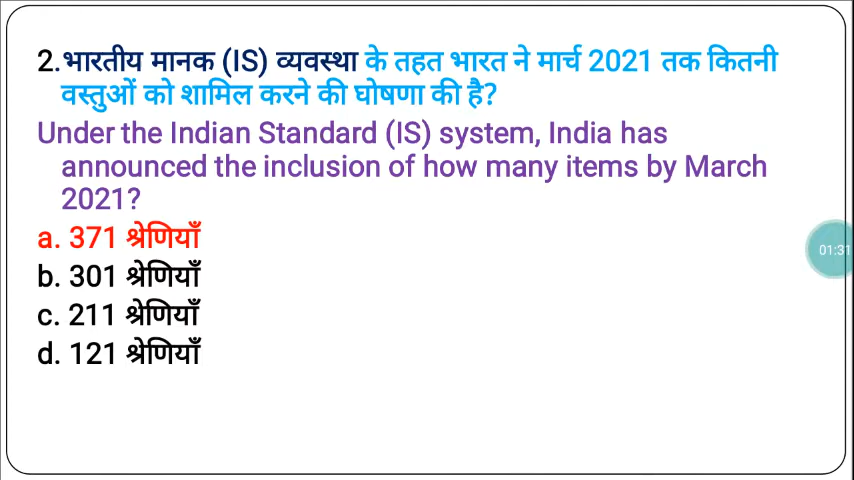 2.भारतीय मानक (IS) व्यवस्था के तहत भारत ने मार्च 2021 तक कितनी
वस्तुओं को शामिल करने की घोषणा की है?
Under the Indian Standard (IS) system, India has
announced the inclusion of how many items by March
2021?
a. 371 श्रेणियाँ
01:31
b. 301 श्रेणियाँ
c. 211 श्रेणियाँ
d. 121 श्रेणियाँ